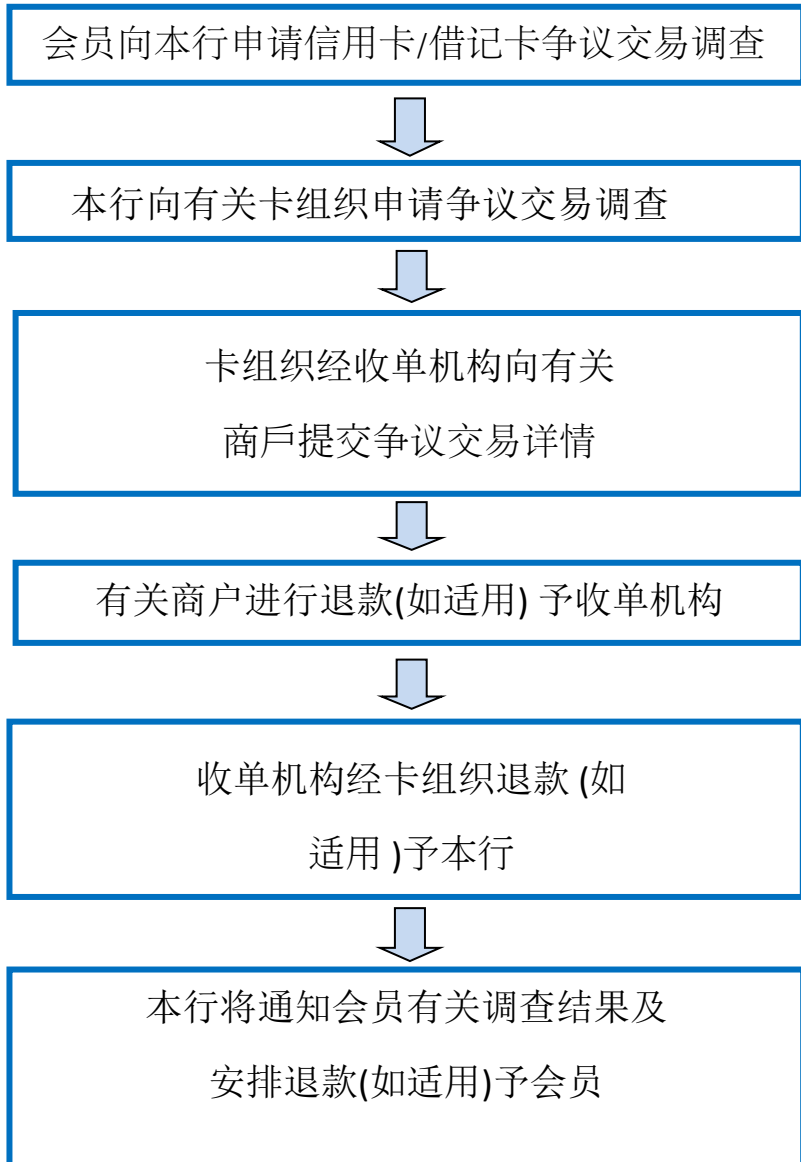 会员向本行申请信用卡/借记卡争议交易调查
本行向有关卡组织申请争议交易调查
卡组织经收单机构向有关
商戶提交争议交易详情
有关商户进行退款(如适用) 予收单机构
收单机构经卡组织退款 (如
适用 )予本行
本行将通知会员有关调查结果及
安排退款(如适用)予会员